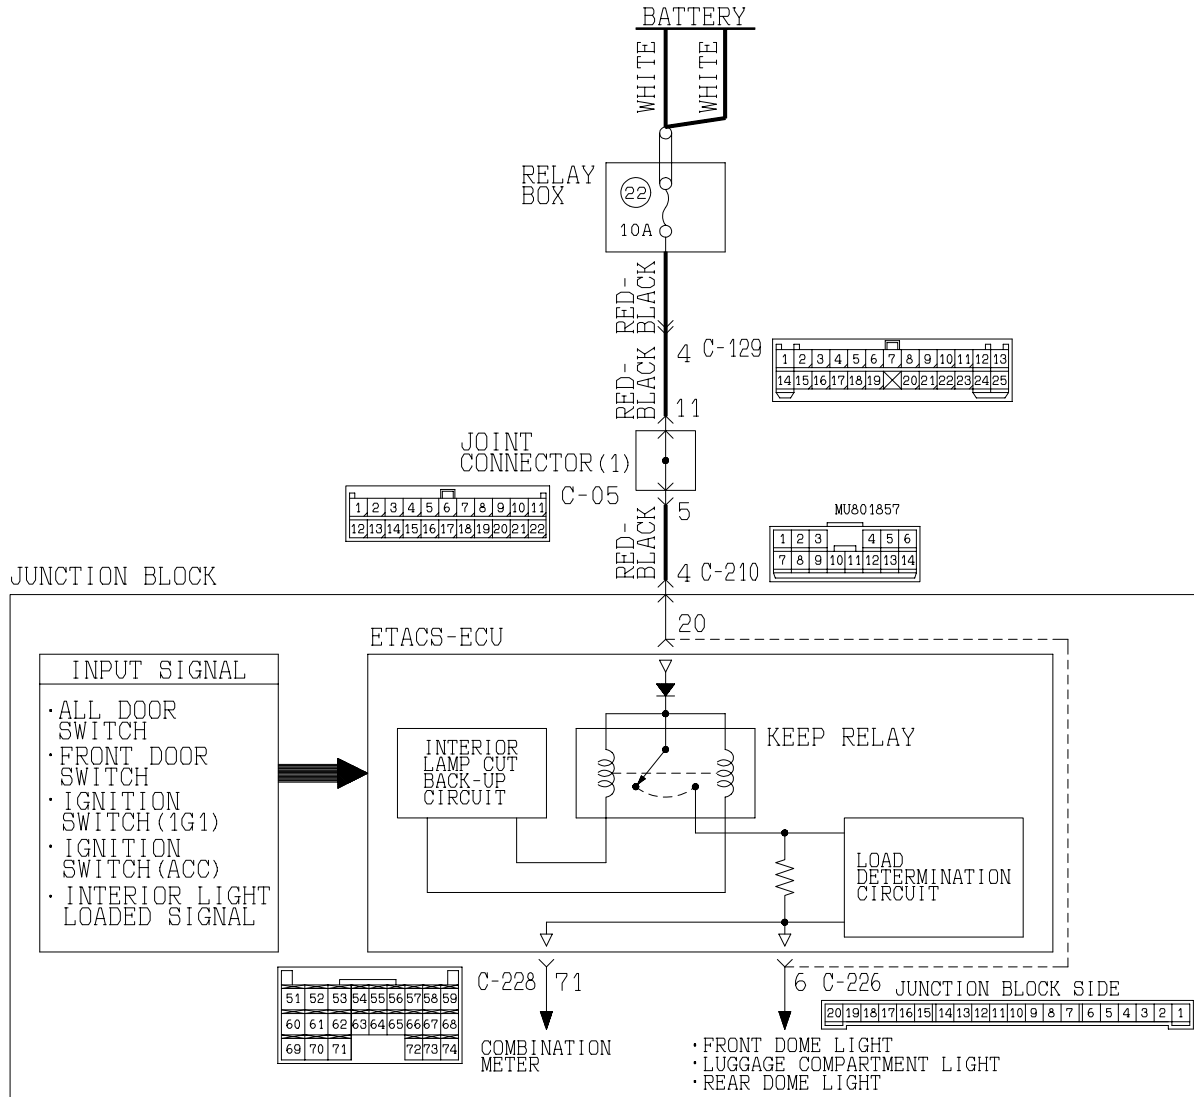 BATTERY
WHITE
WHITE
RELAY
BOX
22
10A
RED-
BLACK
4 C-129
1 2 3 4 5 6 7 8 9 10 11 12 13
14 15 16 17 18 19 20 21 22 23 24 25
RED-
BLACK
11
JOINT
CONNECTOR(1)
C-05
1 2 3 4 5 6 7 8 9 10 11
12 13 14 15 16 17 18 19 20 21 22
5
RED-
BLACK
MU801857
1 2 3 4 5 6
7 8 9 10 11 12 13 14
4 C-210
JUNCTION BLOCK
20
ETACS-ECU
INPUT SIGNAL
·ALL DOOR
SWITCH
·FRONT DOOR
SWITCH
·IGNITION
SWITCH(1G1)
·IGNITION
SWITCH(ACC)
·INTERIOR LIGHT
LOADED SIGNAL
INTERIOR
LAMP CUT
BACK-UP
CIRCUIT
KEEP RELAY
LOAD
DETERMINATION
CIRCUIT
C-228 71
51 52 53 54 55 56 57 58 59
60 61 62 63 64 65 66 67 68
69 70 71 72 73 74
COMBINATION
METER
6 C-226
JUNCTION BLOCK SIDE
20 19 18 17 16 15 14 13 12 11 10 9 8 7 6 5 4 3 2 1
·FRONT DOME LIGHT
·LUGGAGE COMPARTMENT LIGHT
·REAR DOME LIGHT